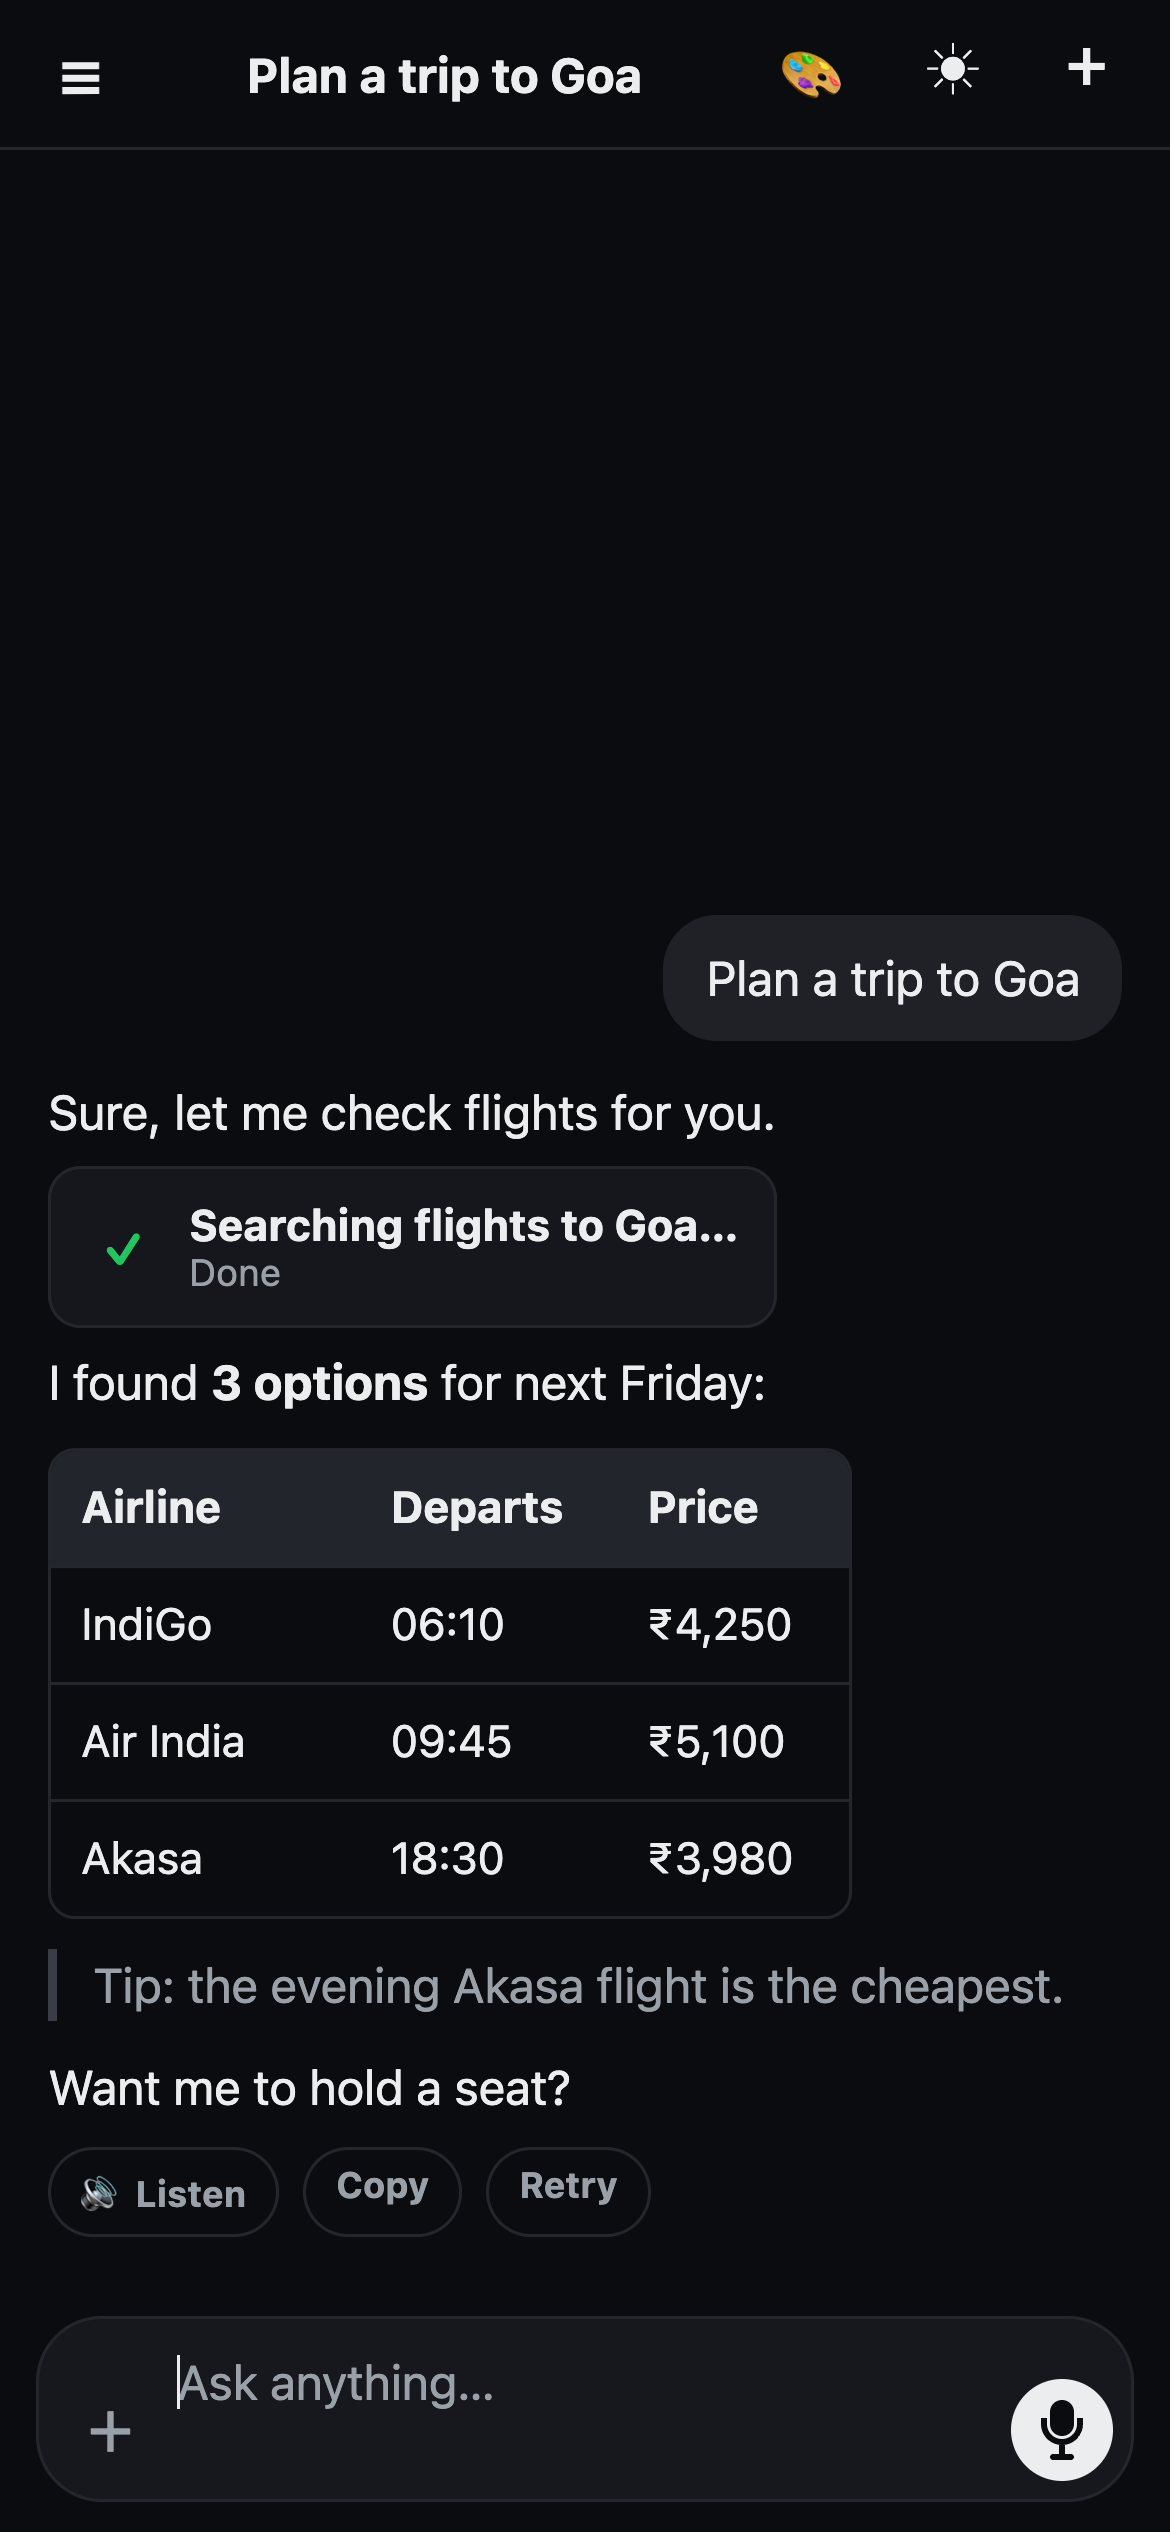 Plan a trip to Goa
Plan a trip to Goa
Sure, let me check flights for you.
Searching flights to Goa...
Done
I found 3 options for next Friday:
Airline Departs Price
IndiGo 06:10 ₹4,250
Air India 09:45 ₹5,100
Akasa 18:30 ₹3,980
Tip: the evening Akasa flight is the cheapest.
Want me to hold a seat?
Listen Copy Retry
Ask anything...